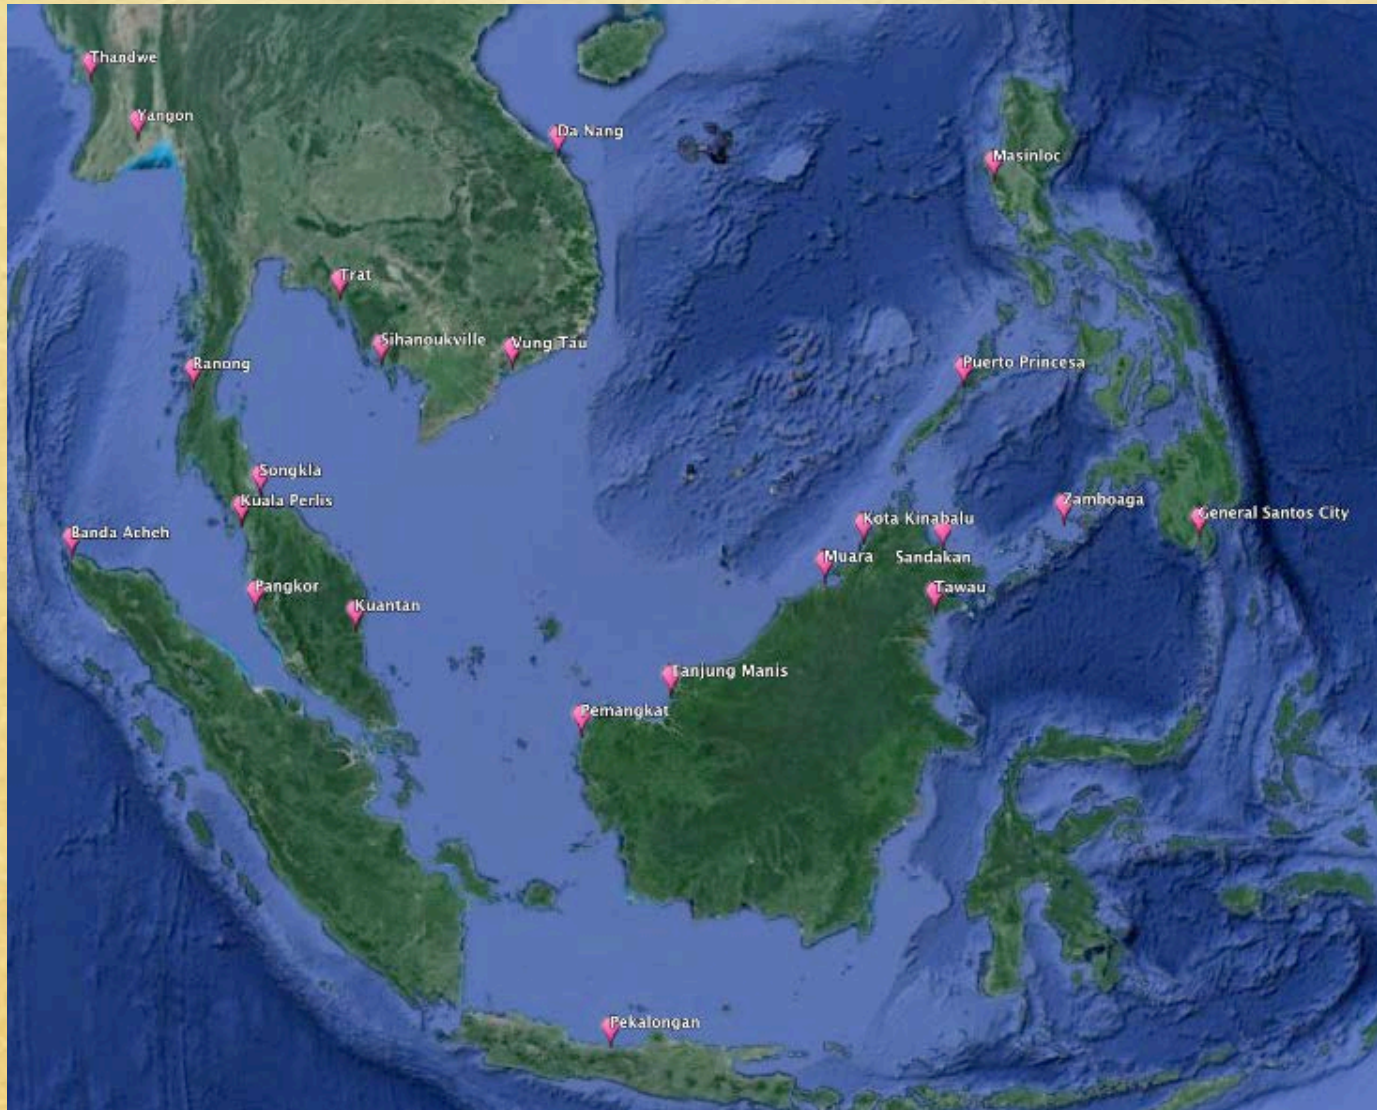 Thandwe
Yangon
Da Nang
Masinloc
Trat
Sihanoukville
Vung Tau
Ranong
Puerto Princesa
Songkla
Kuala Perlis
Zamboaga
General Santos City
Banda Acheh
Kota Kinabalu
Muara
Sandakan
Pangkor
Tawau
Kuantan
Tanjung Manis
Pemangkat
Pekalongan